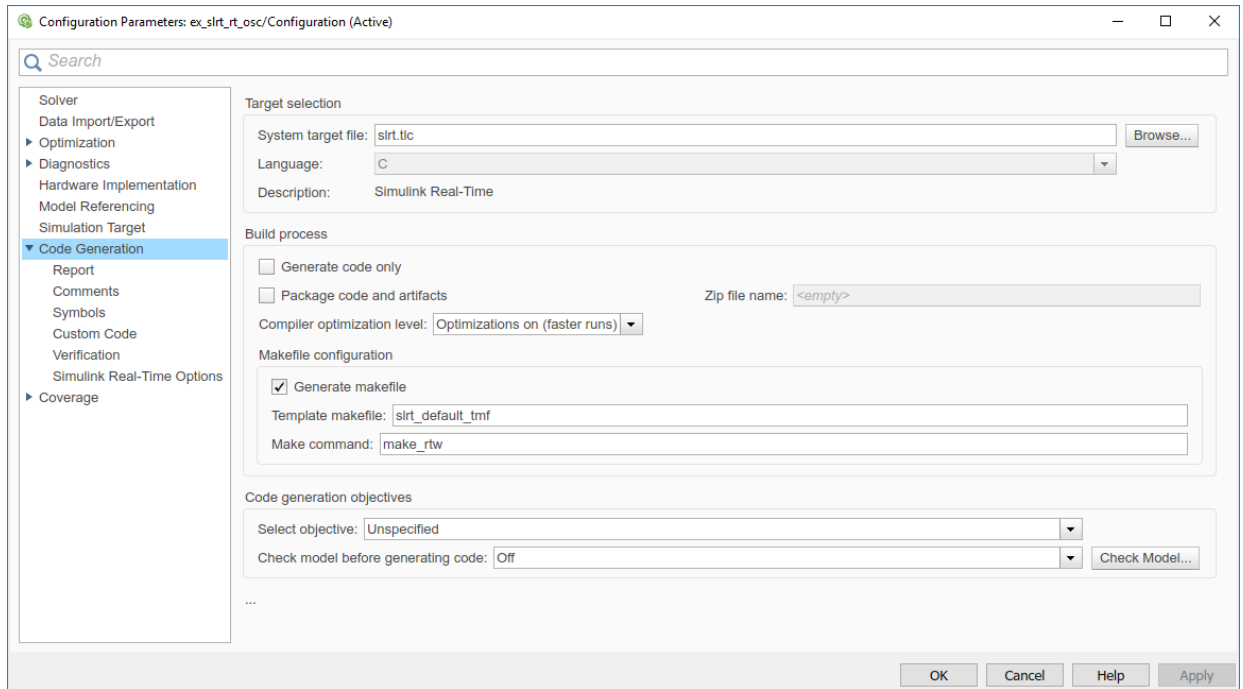 Configuration Parameters: ex_slrt_rt_osc/Configuration (Active)
Search
Solver
Data Import/Export
Optimization
Diagnostics
Hardware Implementation
Model Referencing
Simulation Target
Code Generation
Report
Comments
Symbols
Custom Code
Verification
Simulink Real-Time Options
Coverage
Target selection
System target file: slrt.tlc Browse...
Language: C
Description: Simulink Real-Time
Build process
Generate code only
Package code and artifacts Zip file name: <empty>
Compiler optimization level: Optimizations on (faster runs)
Makefile configuration
Generate makefile
Template makefile: slrt_default_tmf
Make command: make_rtw
Code generation objectives
Select objective: Unspecified
Check model before generating code: Off Check Model...
...
OK Cancel Help Apply